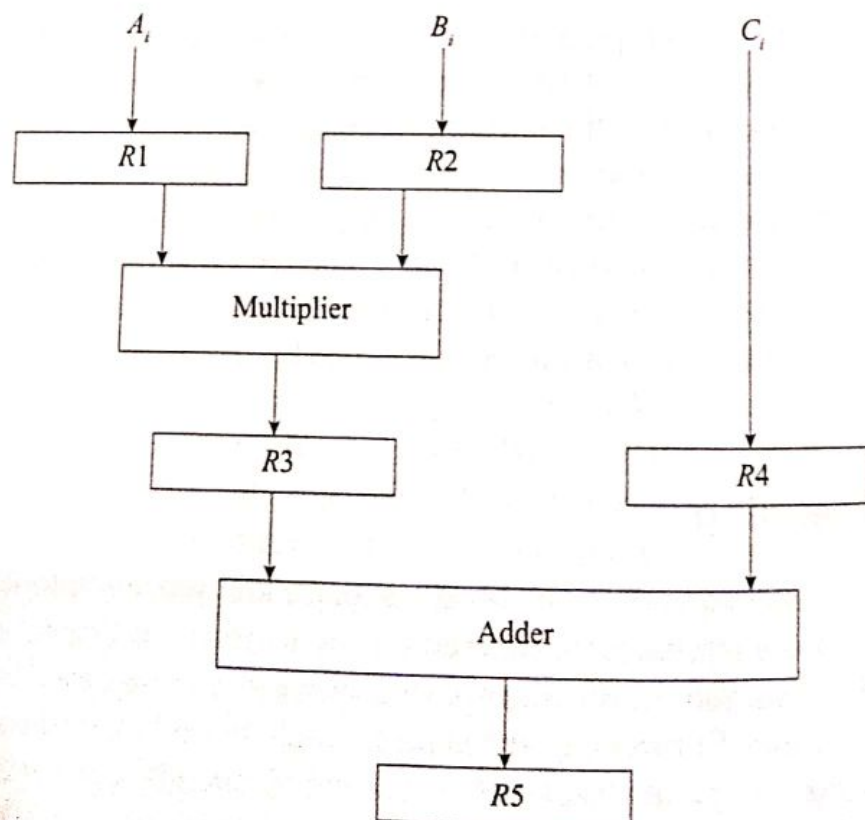 A_i B_i C_i
R1 R2
Multiplier
R3 R4
Adder
R5